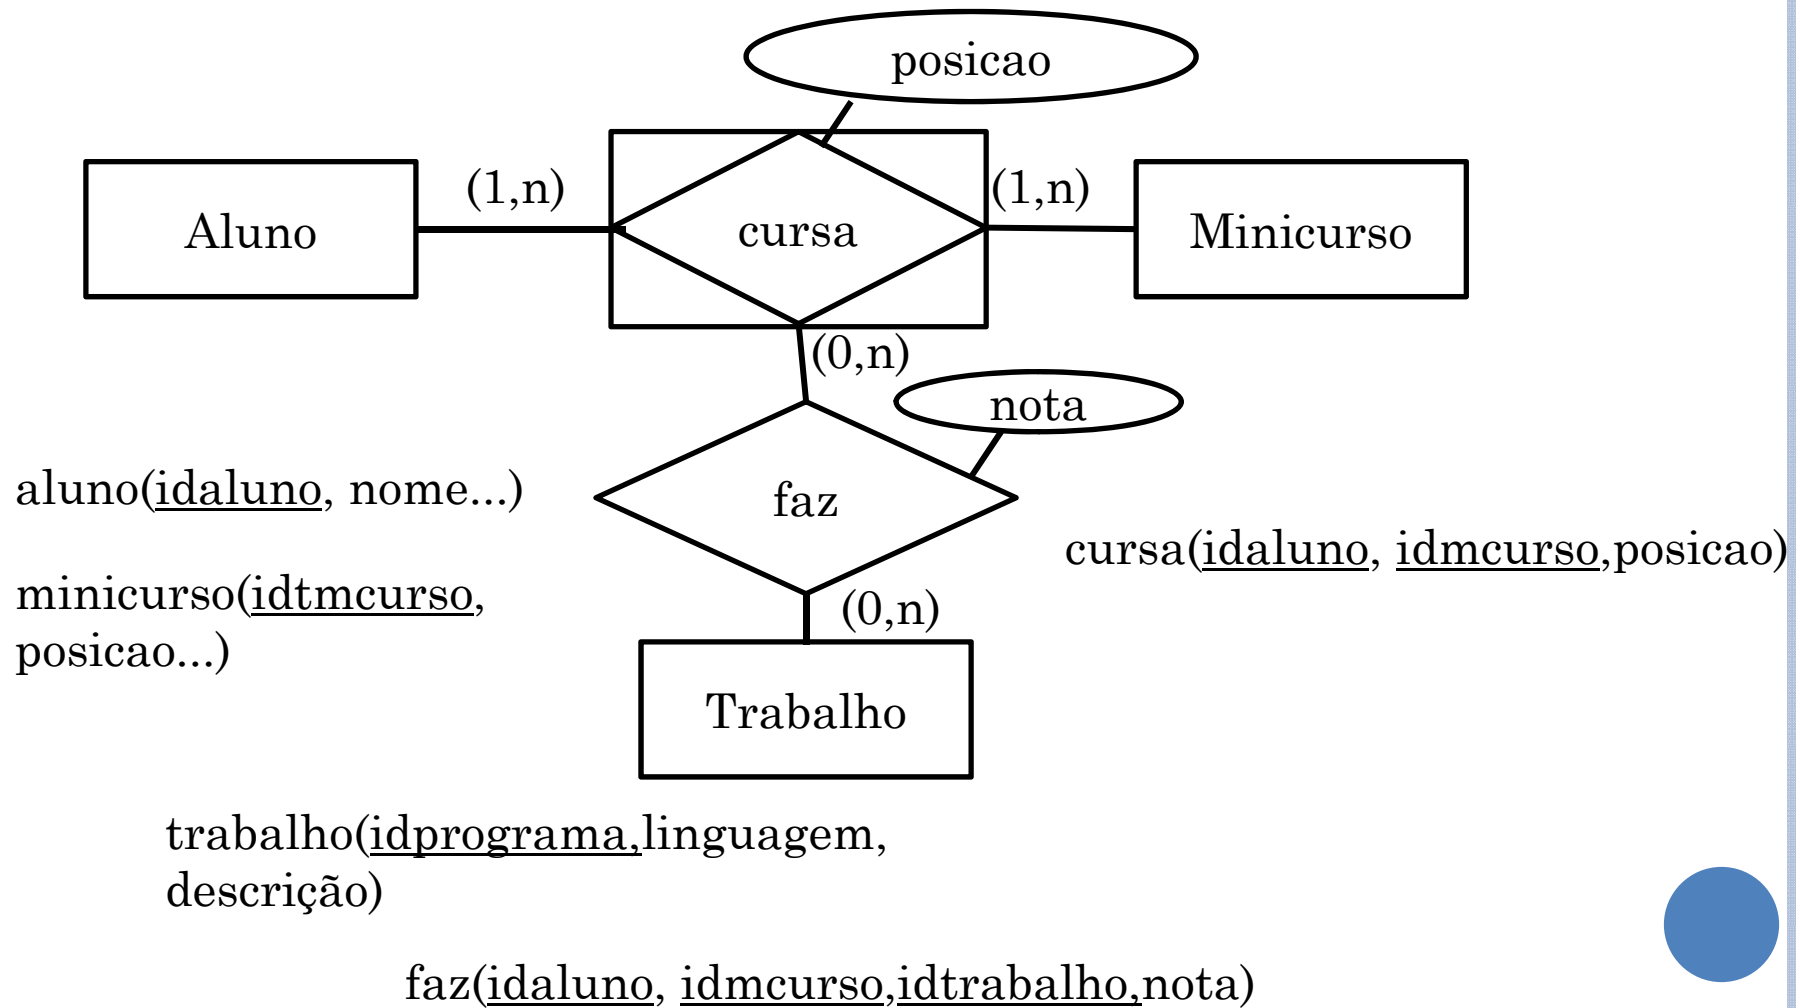 posicao
(1,n)
(1,n)
Aluno
cursa
Minicurso
(0,n)
nota
aluno(idaluno, nome...)
faz
cursa(idaluno, idmcurso,posicao)
minicurso(idtmcurso,
posicao...)
(0,n)
Trabalho
trabalho(idprograma,linguagem,
descrição)
faz(idaluno, idmcurso,idtrabalho,nota)